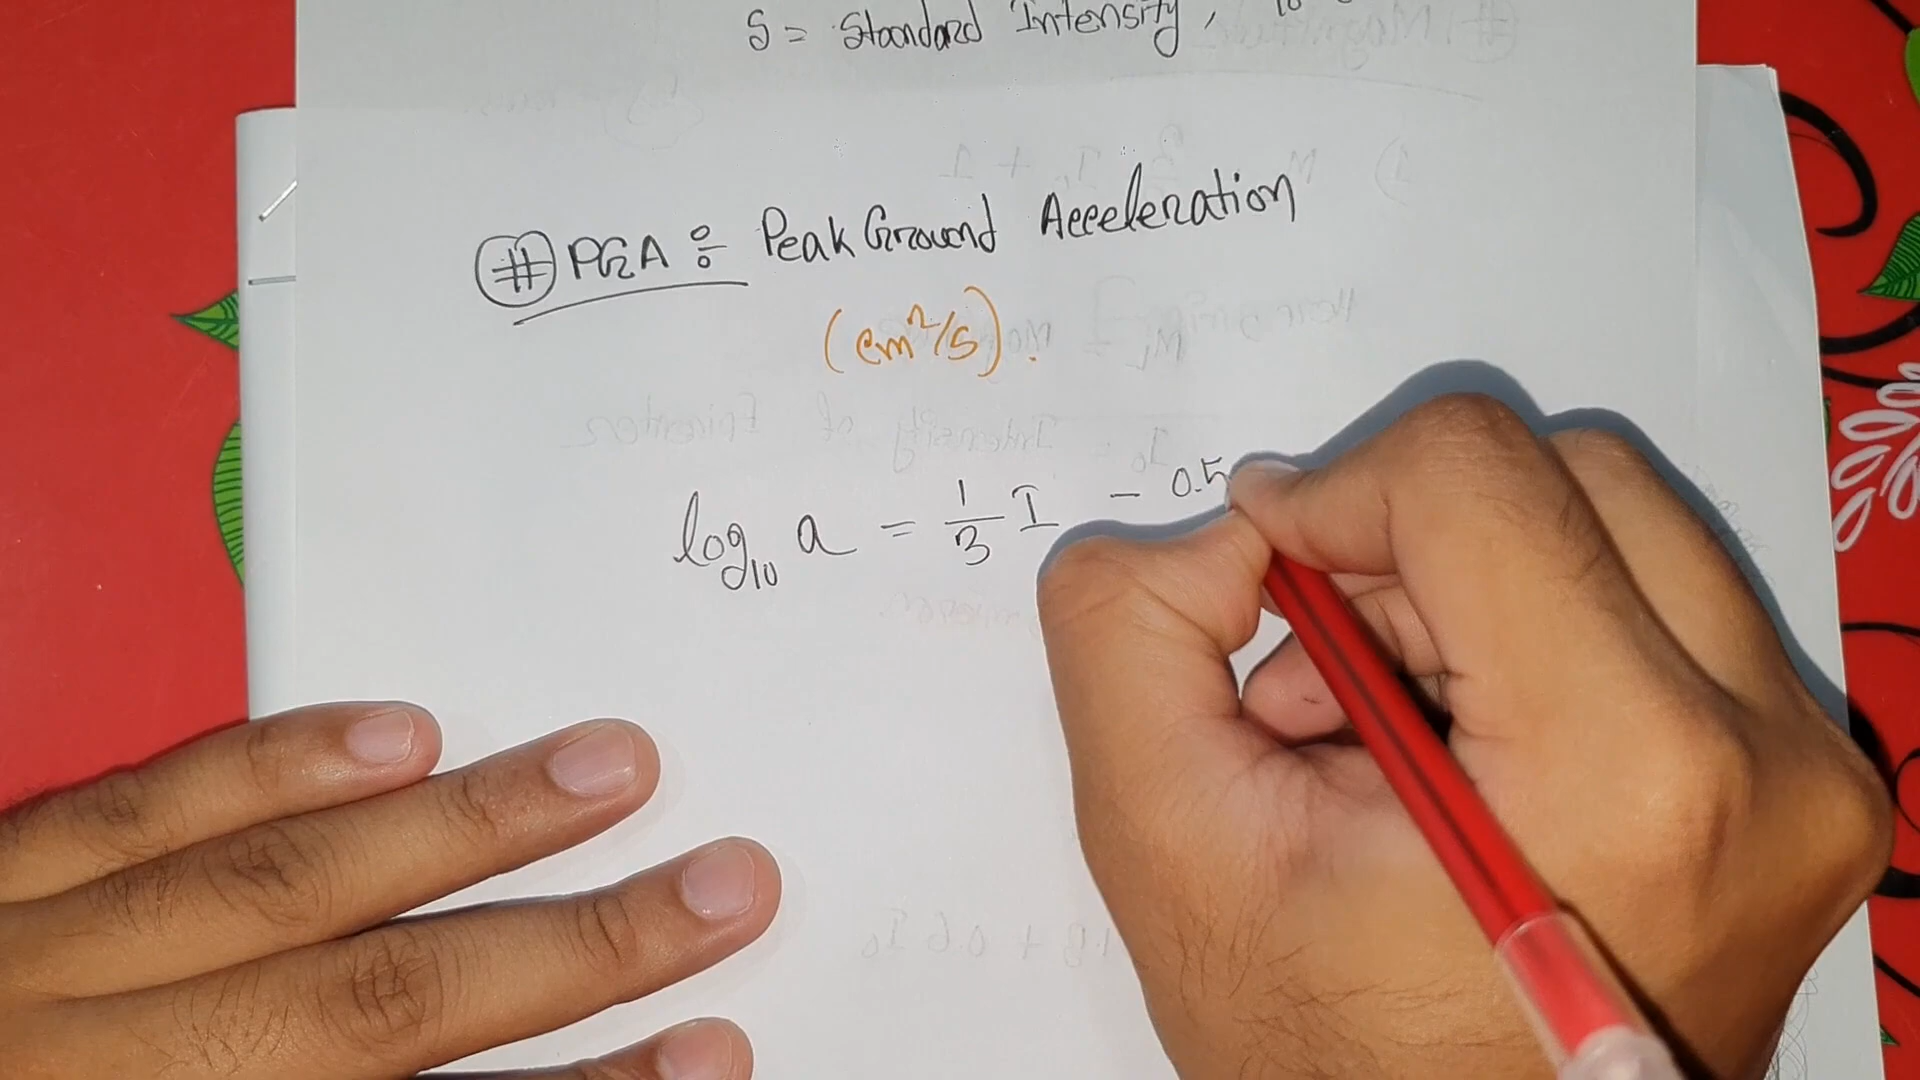 S = Standard Intensity,
# PGA ÷ Peak Ground Acceleration
(cm²/s).
log₁₀ a = 1/3 I - 0.5